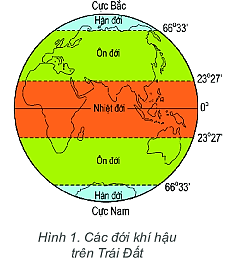 Cực Bắc
Hàn đới
66°33'
Ôn đới
23°27'
Nhiệt đới
0°
23°27'
Ôn đới
66°33'
Hàn đới
Cực Nam
Hình 1. Các đới khí hậu
trên Trái Đất